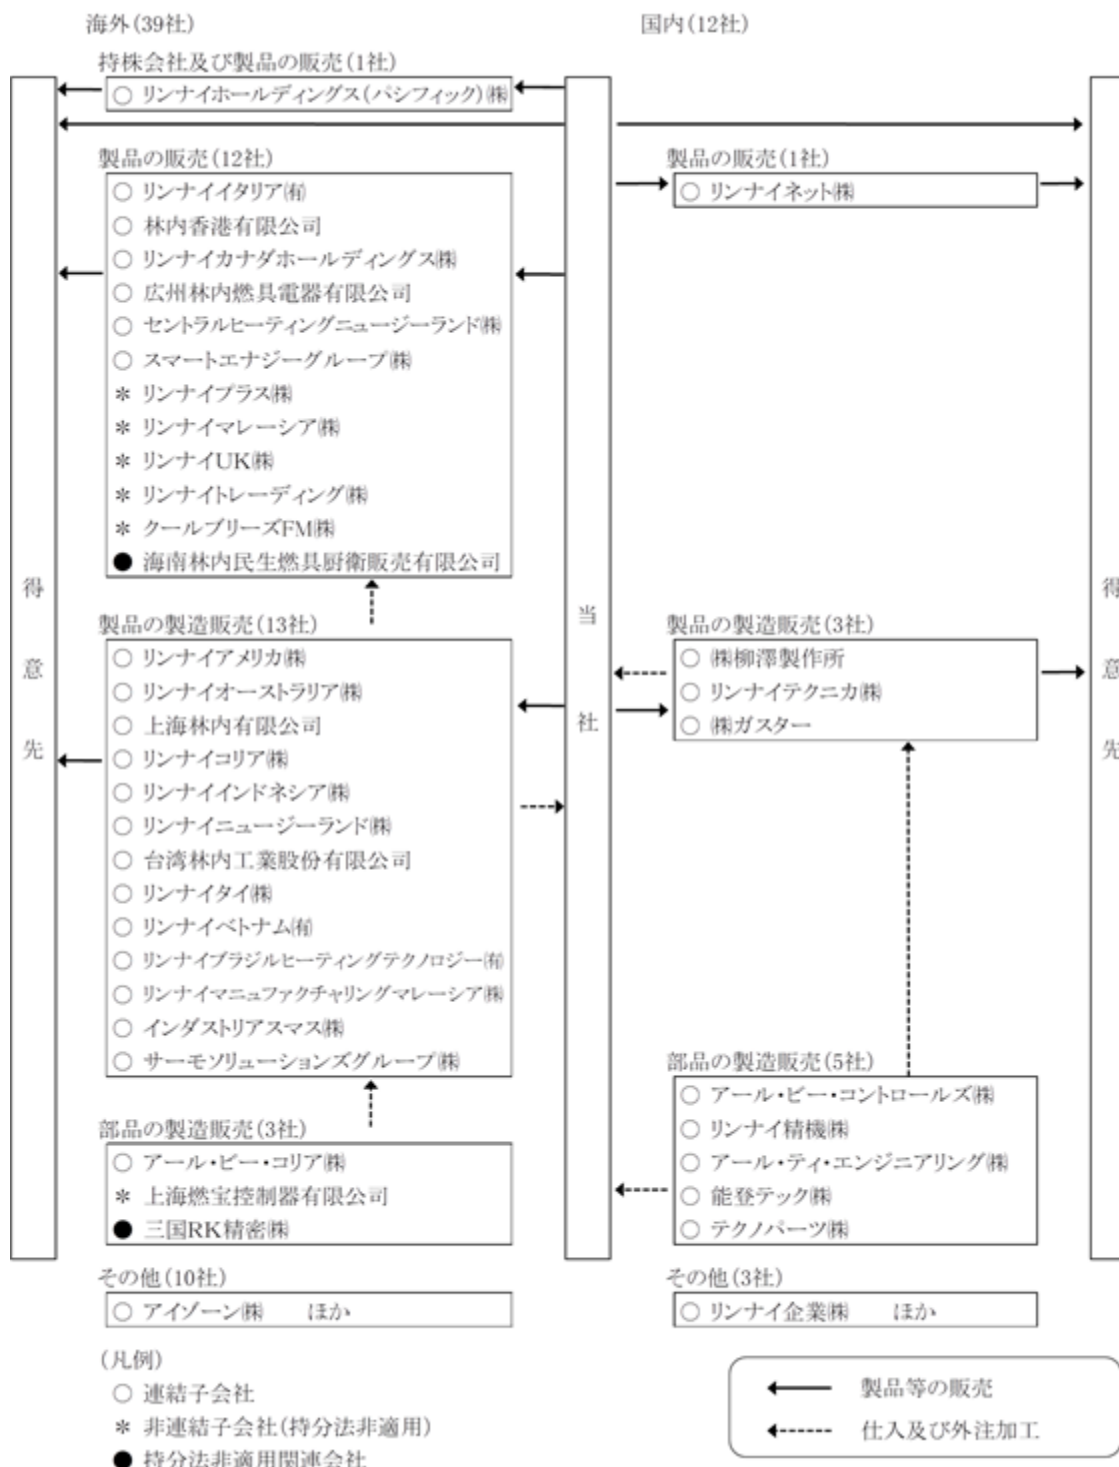 海外(39社)
国内(12社)
持株会社及び製品の販売(1社)
○ リンナイホールディングス(パシフィック)㈱
製品の販売(12社)
○ リンナイイタリア㈲
○ 林内香港有限公司
○ リンナイカナダホールディングス㈱
○ 広州林内燃具電器有限公司
○ セントラルヒーティングニュージーランド㈱
○ スマートエナジーグループ㈱
* リンナイプラス㈱
* リンナイマレーシア㈱
* リンナイUK㈱
* リンナイトレーディング㈱
* クールブリーズFM㈱
● 海南林内民生燃具厨衛販売有限公司
製品の販売(1社)
○ リンナイネット㈱
得意先
当社
得意先
製品の製造販売(13社)
○ リンナイアメリカ㈱
○ リンナイオーストラリア㈱
○ 上海林内有限公司
○ リンナイコリア㈱
○ リンナイインドネシア㈱
○ リンナイニュージーランド㈱
○ 台湾林内工業股份有限公司
○ リンナイタイ㈱
○ リンナイベトナム㈲
○ リンナイブラジルヒーティングテクノロジー㈲
○ リンナイマニュファクチャリングマレーシア㈱
○ インダストリアスマス㈱
○ サーモソリューションズグループ㈱
製品の製造販売(3社)
○ ㈱柳澤製作所
○ リンナイテクニカ㈱
○ ㈱ガスター
部品の製造販売(3社)
○ アール・ビー・コリア㈱
* 上海燃宝控制器有限公司
● 三国RK精密㈱
部品の製造販売(5社)
○ アール・ビー・コントロールズ㈱
○ リンナイ精機㈱
○ アール・ティ・エンジニアリング㈱
○ 能登テック㈱
○ テクノパーツ㈱
その他(10社)
○ アイゾーン㈱ ほか
その他(3社)
○ リンナイ企業㈱ ほか
(凡例)
○ 連結子会社
* 非連結子会社(持分法非適用)
● 持分法非適用関連会社
製品等の販売
仕入及び外注加工